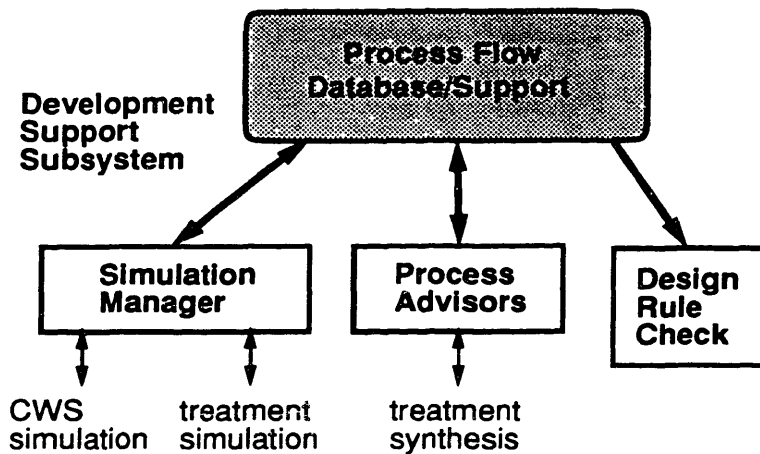 Process Flow
Database/Support
Development
Support
Subsystem
Simulation
Manager
Process
Advisors
Design
Rule
Check
CWS
simulation
treatment
simulation
treatment
synthesis